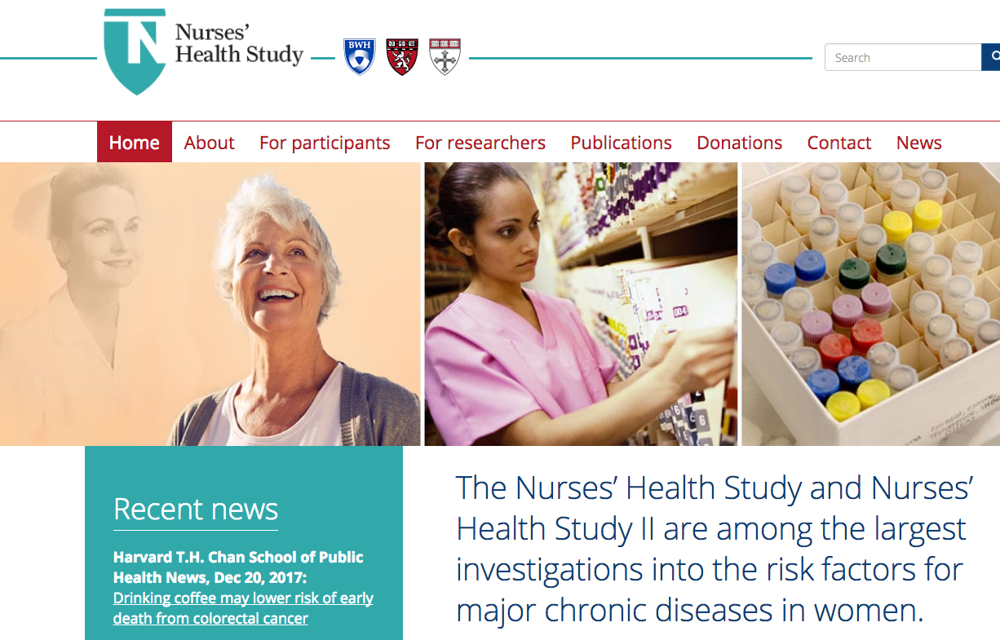 Nurses'
Health Study
BWH
Search
Home About For participants For researchers Publications Donations Contact News
004
6
6
Recent news
Harvard T.H. Chan School of Public
Health News, Dec 20, 2017:
Drinking coffee may lower risk of early
death from colorectal cancer
The Nurses' Health Study and Nurses'
Health Study II are among the largest
investigations into the risk factors for
major chronic diseases in women.